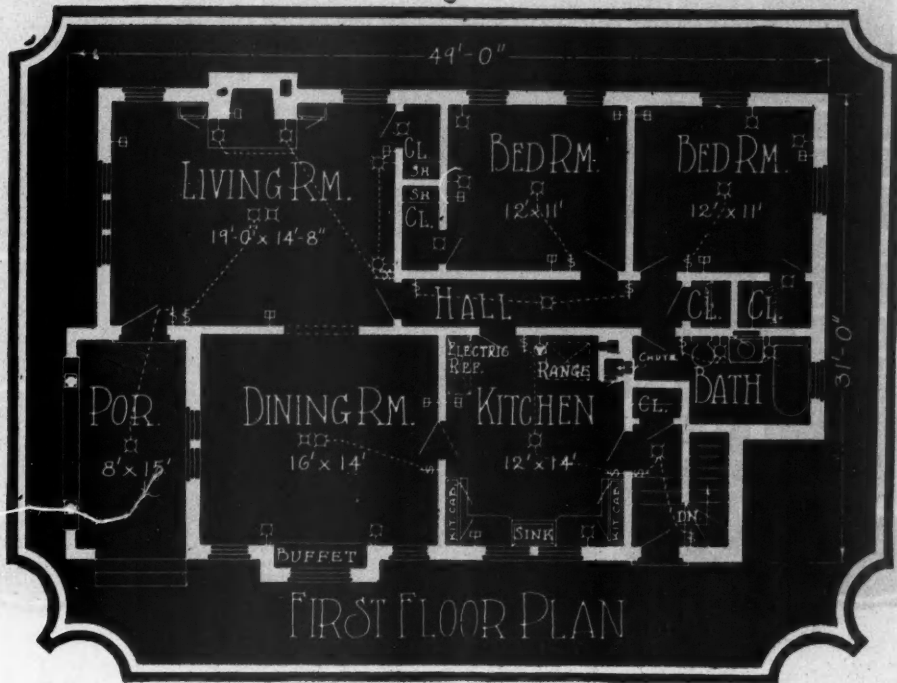 49'-0"
LIVING RM.
19'-0" x 14'-8"
CL
SH
SH
CL.
BED RM.
12' x 11'
BED RM.
12' x 11'
HALL
CL.
CL.
31'-0"
POR.
8' x 15'
DINING RM.
16' x 14'
ELECTRIC
REF.
RANGE
KITCHEN
12' x 14'
CHUTE
BATH
CL.
KIT CAB
SINK
KIT CAB
DN
BUFFET
FIRST FLOOR PLAN